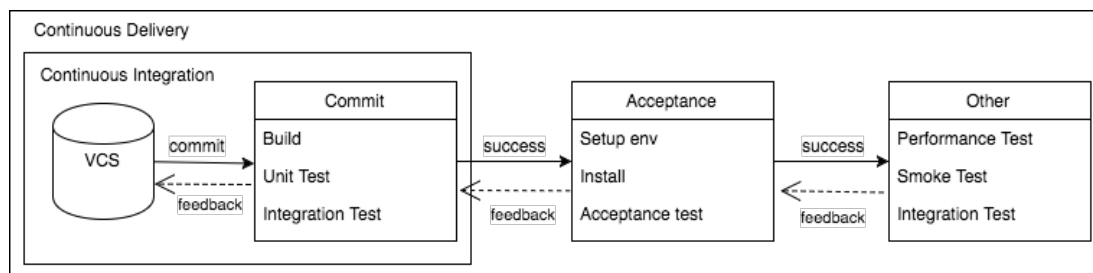 Continuous Delivery
Continuous Integration
VCS
commit
feedback
Commit
Build
Unit Test
Integration Test
success
feedback
Acceptance
Setup env
Install
Acceptance test
success
feedback
Other
Performance Test
Smoke Test
Integration Test